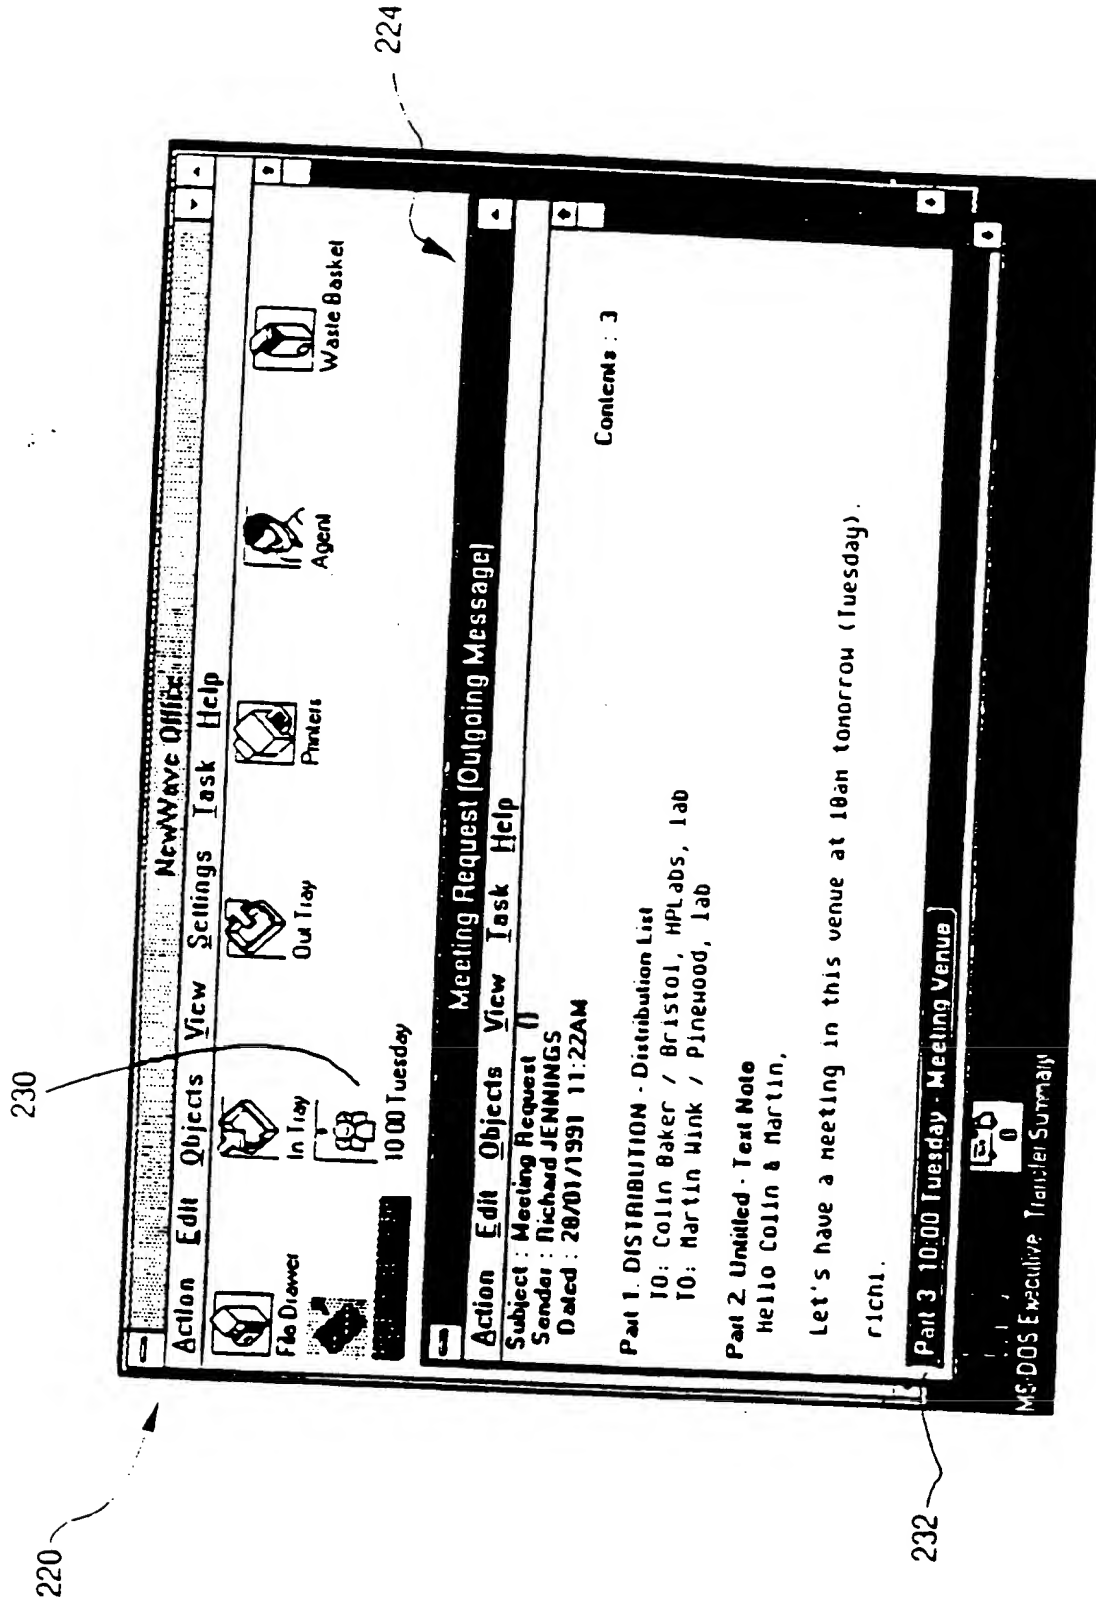 220
230
224
NewWave Office
Action Edit Objects View Settings Task Help
File Drawer
In Tray
Out Tray
Printers
Agent
Waste Basket
10:00 Tuesday
Meeting Request [Outgoing Message]
Action Edit Objects View Task Help
Subject : Meeting Request ()
Sender : Richard JENNINGS
Dated : 28/01/1991 11:22AM
Contents : 3
Part 1. DISTRIBUTION - Distribution List
TO: Colin Baker / Bristol, HPLabs, lab
TO: Martin Wink / Pinewood, lab
Part 2. Untitled - Text Note
Hello Colin & Martin,
Let's have a meeting in this venue at 10am tomorrow (Tuesday).
richi.
Part 3 10:00 Tuesday - Meeting Venue
MS-DOS Executive Transfer Summary
232